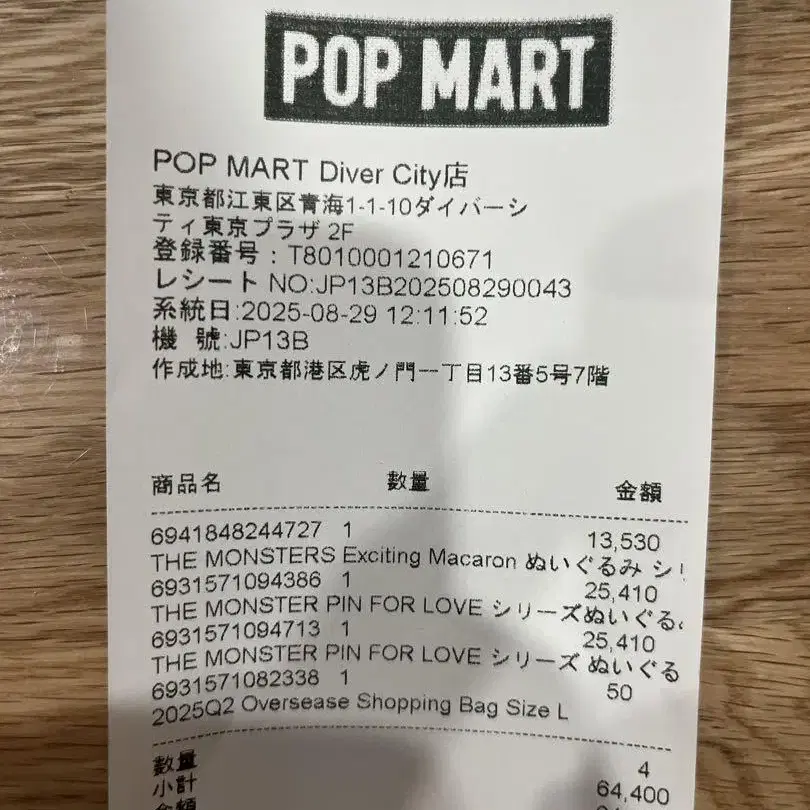 POP MART
POP MART Diver City店
東京都江東区青海1-1-10ダイバーシ
ティ東京プラザ 2F
登録番号：T8010001210671
レシート NO:JP13B202508290043
系統日:2025-08-29 12:11:52
機 號:JP13B
作成地:東京都港区虎ノ門一丁目13番5号7階
商品名 數量 金額
6941848244727 1 13,530
THE MONSTERS Exciting Macaron ぬいぐるみ シ
6931571094386 1 25,410
THE MONSTER PIN FOR LOVE シリーズぬいぐる
6931571094713 1 25,410
THE MONSTER PIN FOR LOVE シリーズ ぬいぐる
6931571082338 1 50
2025Q2 Oversease Shopping Bag Size L
數量 4
小計 64,400